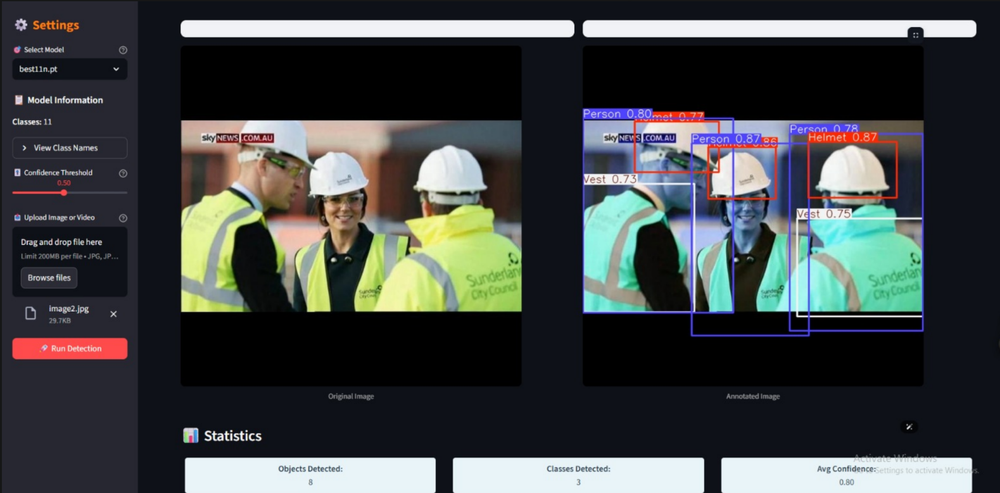 Settings
Select Model
best11n.pt
Model Information
Classes: 11
View Class Names
Confidence Threshold
0.50
Upload Image or Video
Drag and drop file here
Limit 200MB per file • JPG, JP...
Browse files
image2.jpg
29.7KB
Run Detection
sky NEWS .COM.AU
Sunderland
City Council
Original Image
Person 0.80
Helmet 0.77
sky NEWS .COM.AU
Person 0.87
Helmet 0.86
Person 0.78
Helmet 0.87
Vest 0.73
Vest 0.75
Sunderlan
City Council
Annotated Image
Statistics
Objects Detected:
8
Classes Detected:
3
Avg Confidence:
0.80
Activate Windows
Go to Settings to activate Windows.